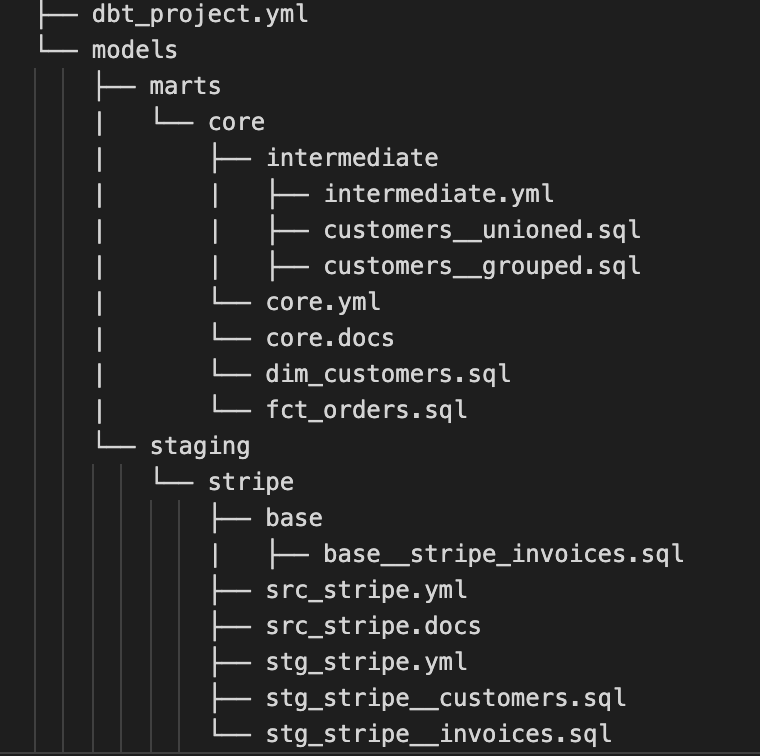 ├── dbt_project.yml
└── models
    ├── marts
    |   └── core
    |       ├── intermediate
    |       |   ├── intermediate.yml
    |       |   ├── customers__unioned.sql
    |       |   ├── customers__grouped.sql
    |       └── core.yml
    |       └── core.docs
    |       └── dim_customers.sql
    |       └── fct_orders.sql
    └── staging
        └── stripe
            ├── base
            |   ├── base__stripe_invoices.sql
            ├── src_stripe.yml
            ├── src_stripe.docs
            ├── stg_stripe.yml
            ├── stg_stripe__customers.sql
            └── stg_stripe__invoices.sql